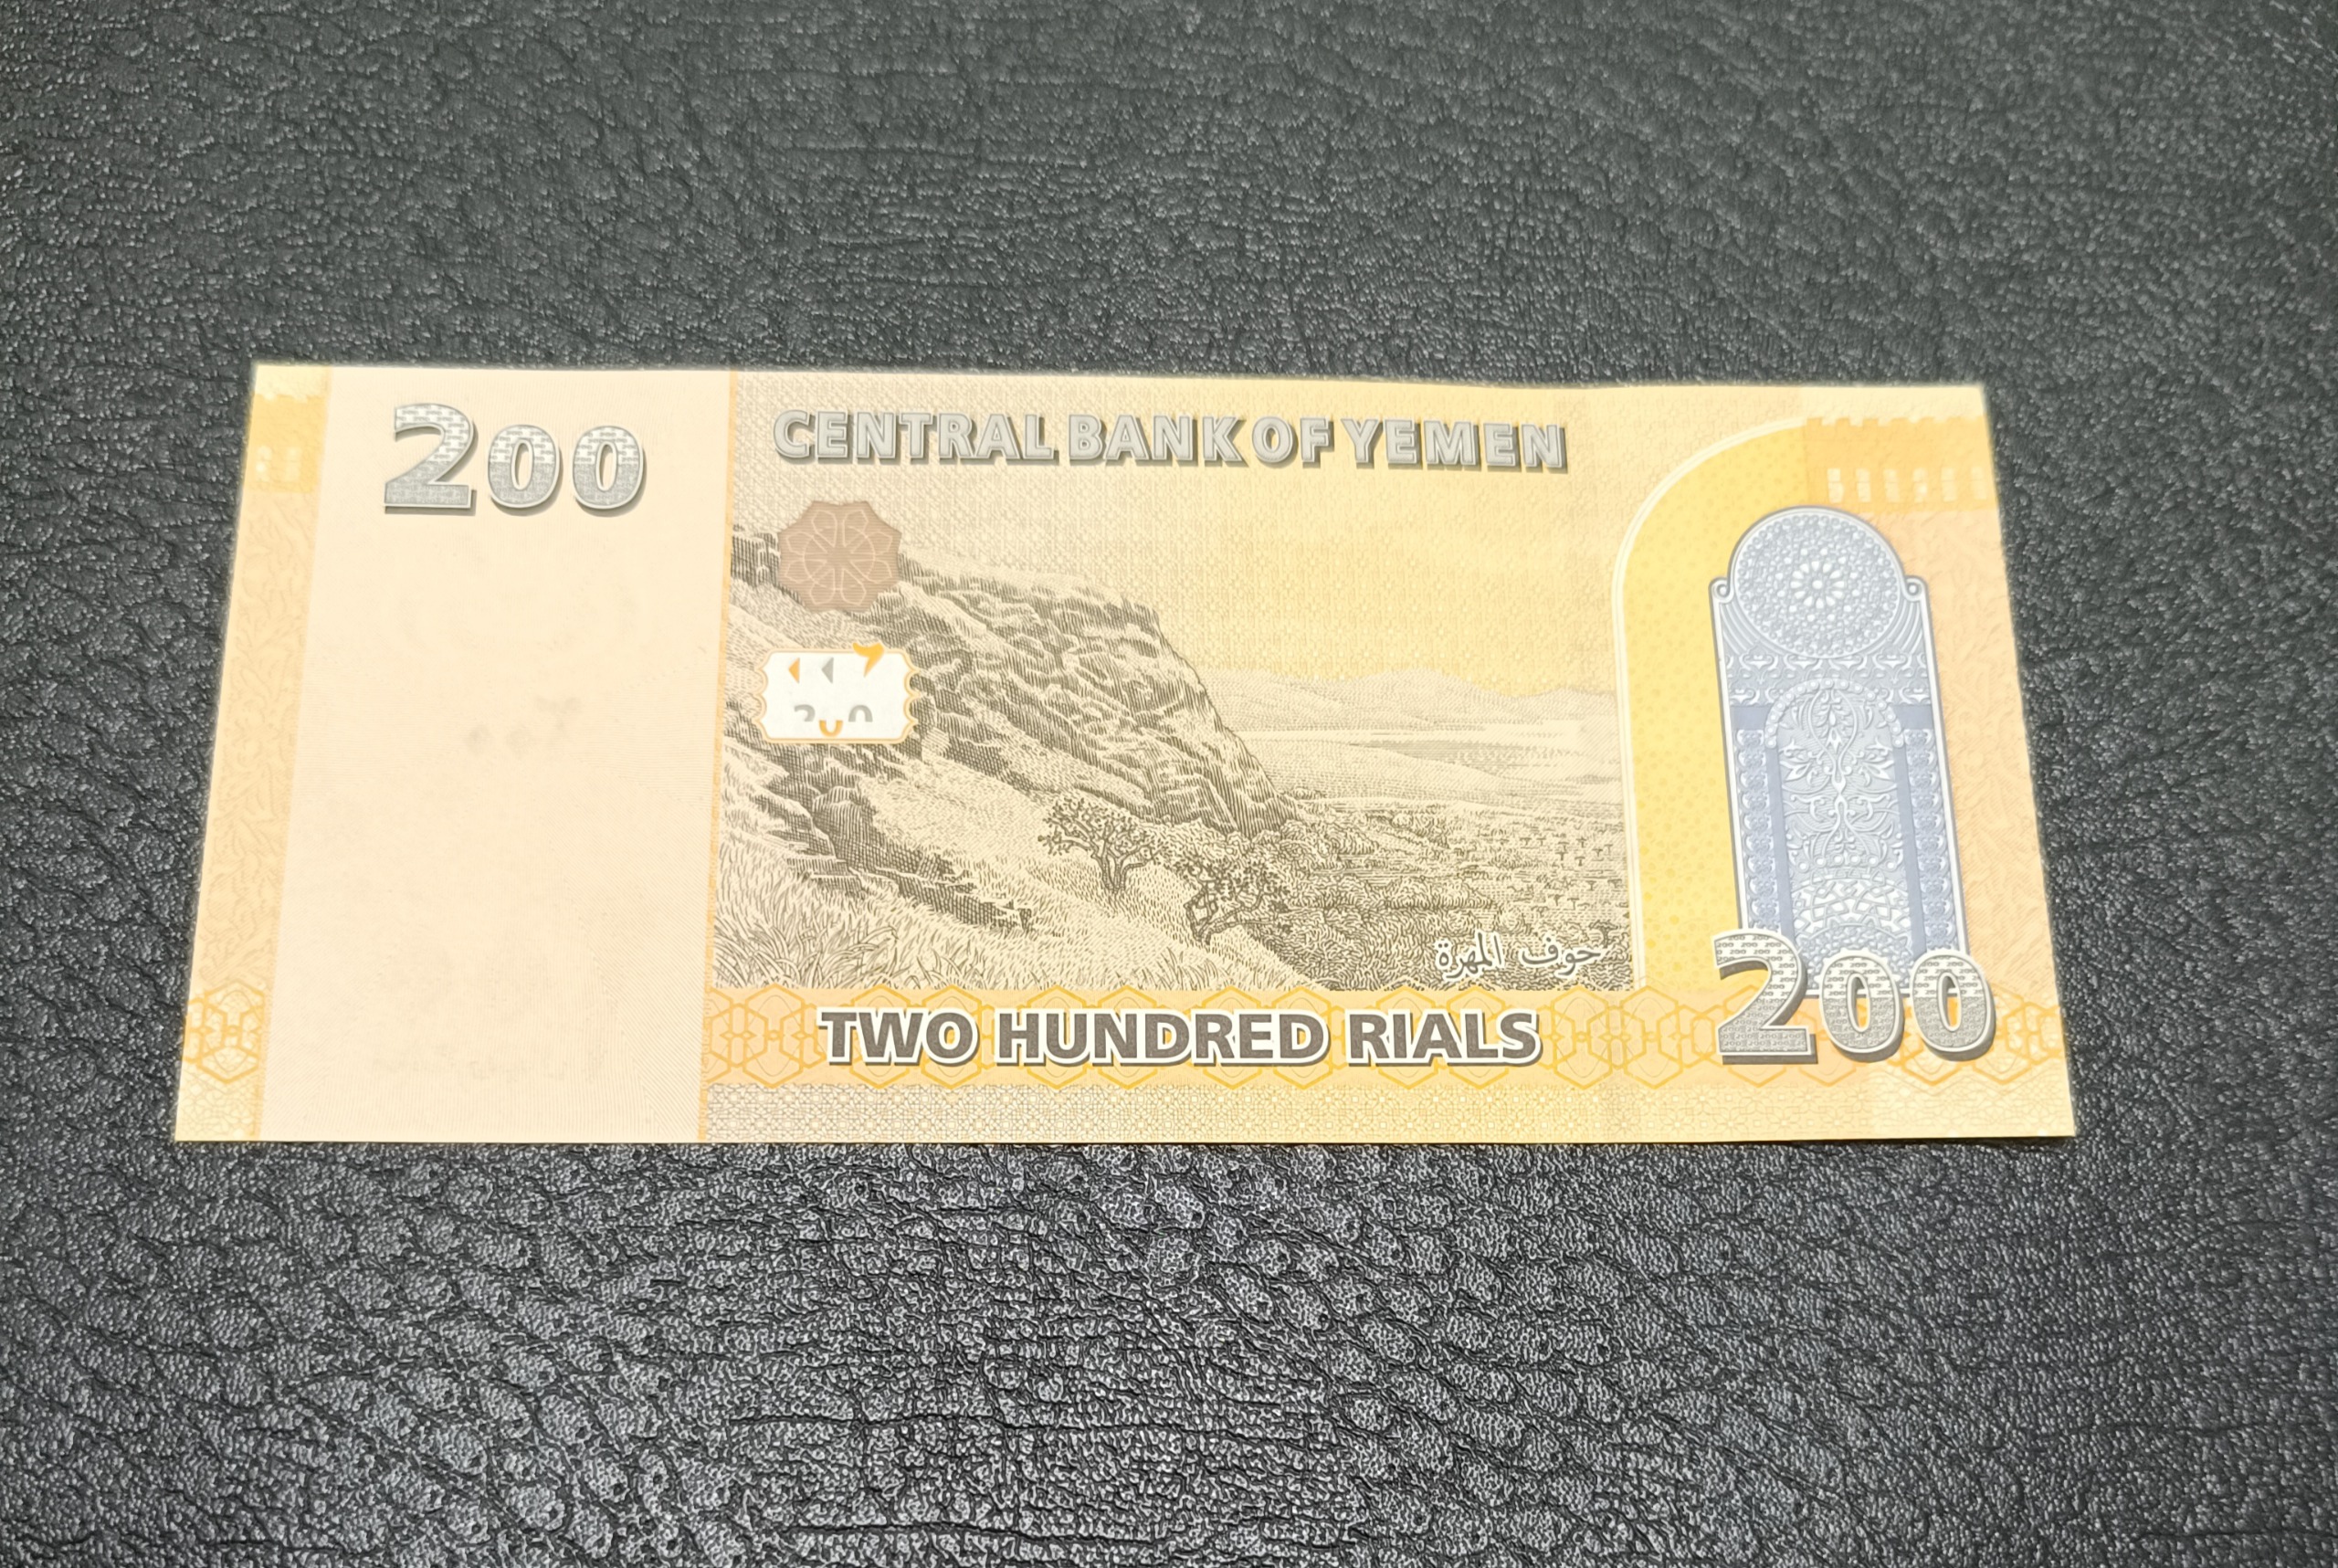 200
CENTRAL BANK OF YEMEN
حوف المهرة
TWO HUNDRED RIALS
200